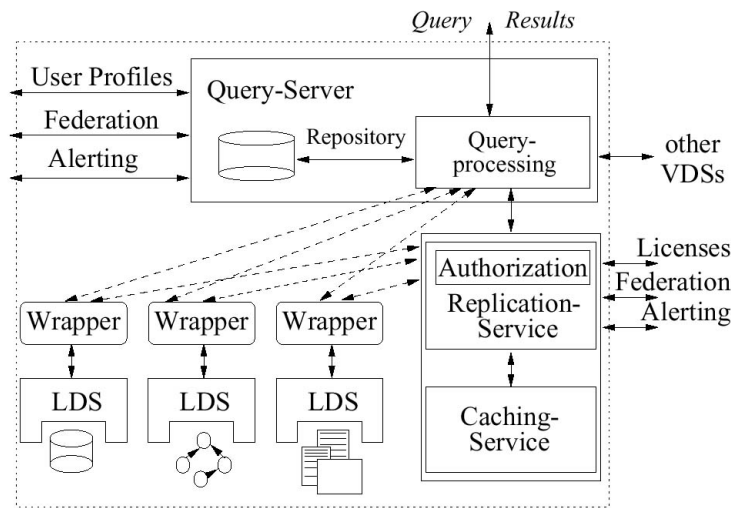 Query Results
User Profiles
Federation
Alerting
Query-Server
Repository
Query-
processing
other
VDSs
Authorization
Replication-
Service
Licenses
Federation
Alerting
Wrapper
Wrapper
Wrapper
LDS
LDS
LDS
Caching-
Service